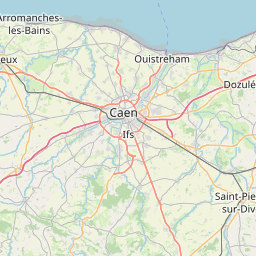 Arromanches-
les-Bains
Ouistreham
eux
Dozulé
Caen
Ifs
Saint-Pie
sur-Div